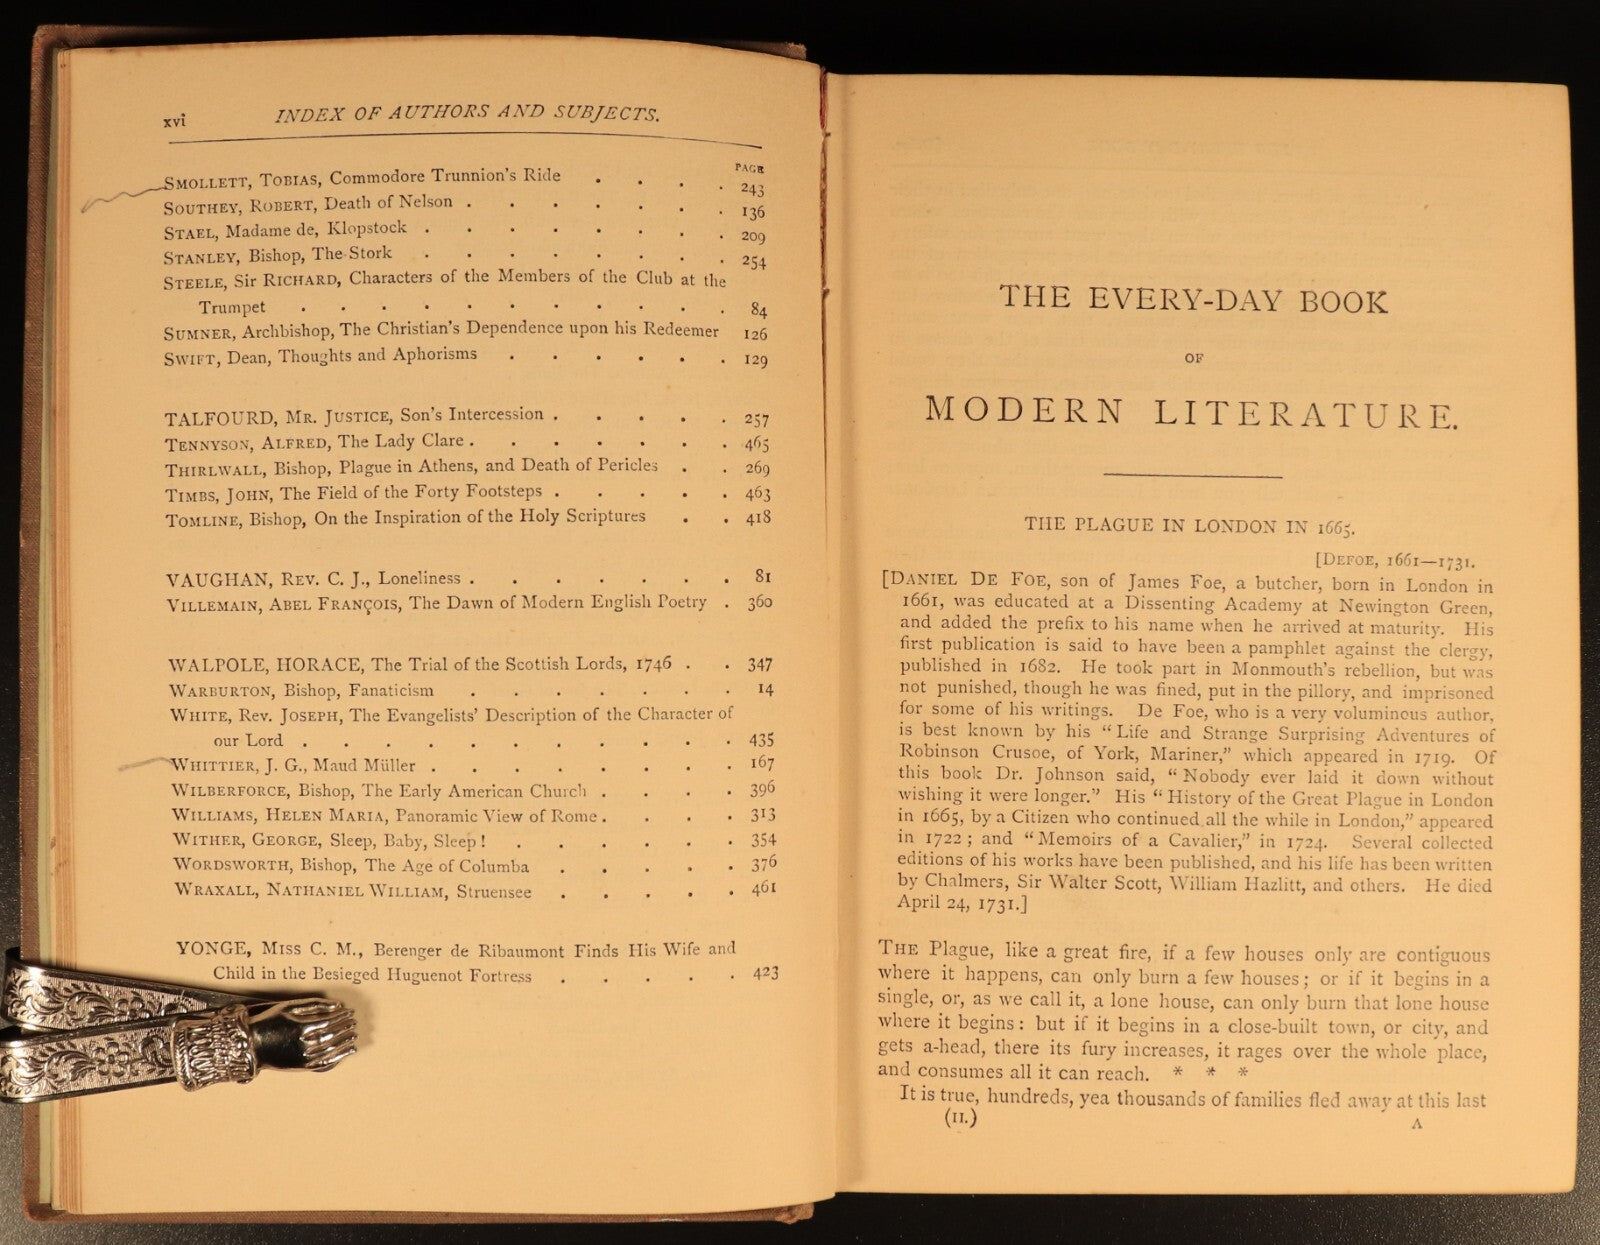 xvi INDEX OF AUTHORS AND SUBJECTS.
PAGE
SMOLLETT, TOBIAS, Commodore Trunnion's Ride . . . . 243
SOUTHEY, ROBERT, Death of Nelson . . . . . . . 136
STAEL, Madame de, Klopstock . . . . . . . . 209
STANLEY, Bishop, The Stork . . . . . . . . 254
STEELE, Sir RICHARD, Characters of the Members of the Club at the
Trumpet . . . . . . . . . . . 84
SUMNER, Archbishop, The Christian's Dependence upon his Redeemer 126
SWIFT, Dean, Thoughts and Aphorisms . . . . . . 129
TALFOURD, MR. JUSTICE, Son's Intercession . . . . . 257
TENNYSON, ALFRED, The Lady Clare . . . . . . . 465
THIRLWALL, Bishop, Plague in Athens, and Death of Pericles . . 269
TIMBS, JOHN, The Field of the Forty Footsteps . . . . . 463
TOMLINE, Bishop, On the Inspiration of the Holy Scriptures . . 418
VAUGHAN, REV. C. J., Loneliness . . . . . . . 81
VILLEMAIN, ABEL FRANÇOIS, The Dawn of Modern English Poetry . 360
WALPOLE, HORACE, The Trial of the Scottish Lords, 1746 . . 347
WARBURTON, Bishop, Fanaticism . . . . . . . 14
WHITE, Rev. JOSEPH, The Evangelists' Description of the Character of
our Lord . . . . . . . . . . . 435
WHITTIER, J. G., Maud Müller . . . . . . . . 167
WILBERFORCE, Bishop, The Early American Church . . . . 396
WILLIAMS, HELEN MARIA, Panoramic View of Rome . . . . 313
WITHER, GEORGE, Sleep, Baby, Sleep! . . . . . . 354
WORDSWORTH, Bishop, The Age of Columba . . . . . 376
WRAXALL, NATHANIEL WILLIAM, Struensee . . . . . 461
YONGE, MISS C. M., Berenger de Ribaumont Finds His Wife and
Child in the Besieged Huguenot Fortress . . . . . 423
THE EVERY-DAY BOOK
OF
MODERN LITERATURE.
THE PLAGUE IN LONDON IN 1665.
[DEFOE, 1661—1731.
[DANIEL DE FOE, son of James Foe, a butcher, born in London in
1661, was educated at a Dissenting Academy at Newington Green,
and added the prefix to his name when he arrived at maturity. His
first publication is said to have been a pamphlet against the clergy,
published in 1682. He took part in Monmouth's rebellion, but was
not punished, though he was fined, put in the pillory, and imprisoned
for some of his writings. De Foe, who is a very voluminous author,
is best known by his "Life and Strange Surprising Adventures of
Robinson Crusoe, of York, Mariner," which appeared in 1719. Of
this book Dr. Johnson said, "Nobody ever laid it down without
wishing it were longer." His "History of the Great Plague in London
in 1665, by a Citizen who continued all the while in London," appeared
in 1722; and "Memoirs of a Cavalier," in 1724. Several collected
editions of his works have been published, and his life has been written
by Chalmers, Sir Walter Scott, William Hazlitt, and others. He died
April 24, 1731.]
THE Plague, like a great fire, if a few houses only are contiguous
where it happens, can only burn a few houses; or if it begins in a
single, or, as we call it, a lone house, can only burn that lone house
where it begins: but if it begins in a close-built town, or city, and
gets a-head, there its fury increases, it rages over the whole place,
and consumes all it can reach. * * *
It is true, hundreds, yea thousands of families fled away at this last
(II.) A